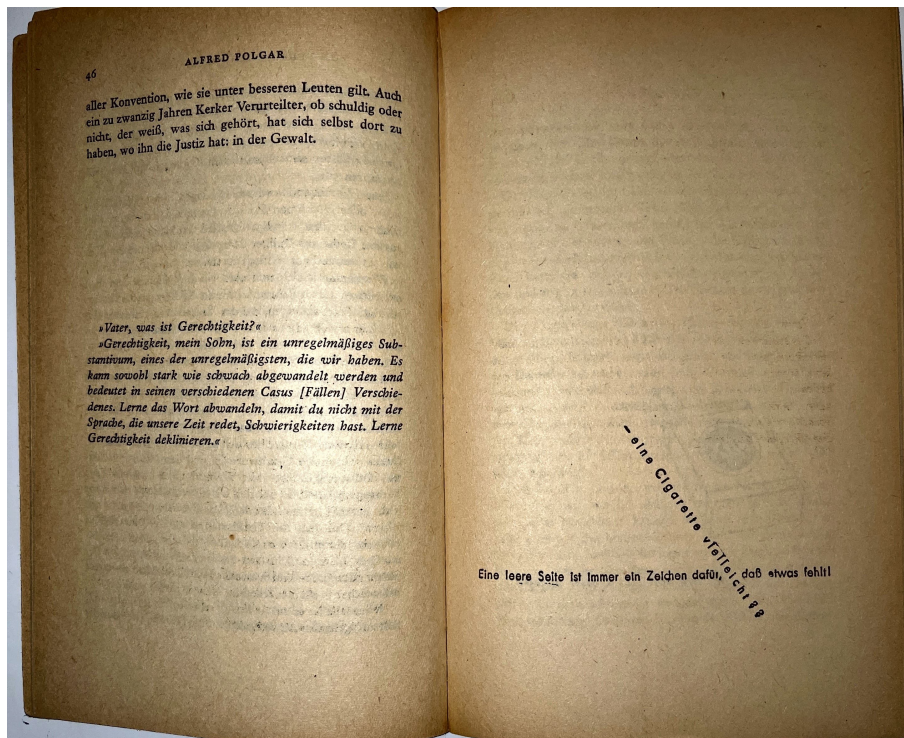 46
ALFRED POLGAR
aller Konvention, wie sie unter besseren Leuten gilt. Auch
ein zu zwanzig Jahren Kerker Verurteilter, ob schuldig oder
nicht, der weiß, was sich gehört, hat sich selbst dort zu
haben, wo ihn die Justiz hat: in der Gewalt.
»Vater, was ist Gerechtigkeit?«
»Gerechtigkeit, mein Sohn, ist ein unregelmäßiges Sub-
stantivum, eines der unregelmäßigsten, die wir haben. Es
kann sowohl stark wie schwach abgewandelt werden und
bedeutet in seinen verschiedenen Casus [Fällen] Verschie-
denes. Lerne das Wort abwandeln, damit du nicht mit der
Sprache, die unsere Zeit redet, Schwierigkeiten hast. Lerne
Gerechtigkeit deklinieren.«
– eine Cigarette vielleicht
Eine leere Seite ist immer ein Zeichen dafür, daß etwas fehlt!